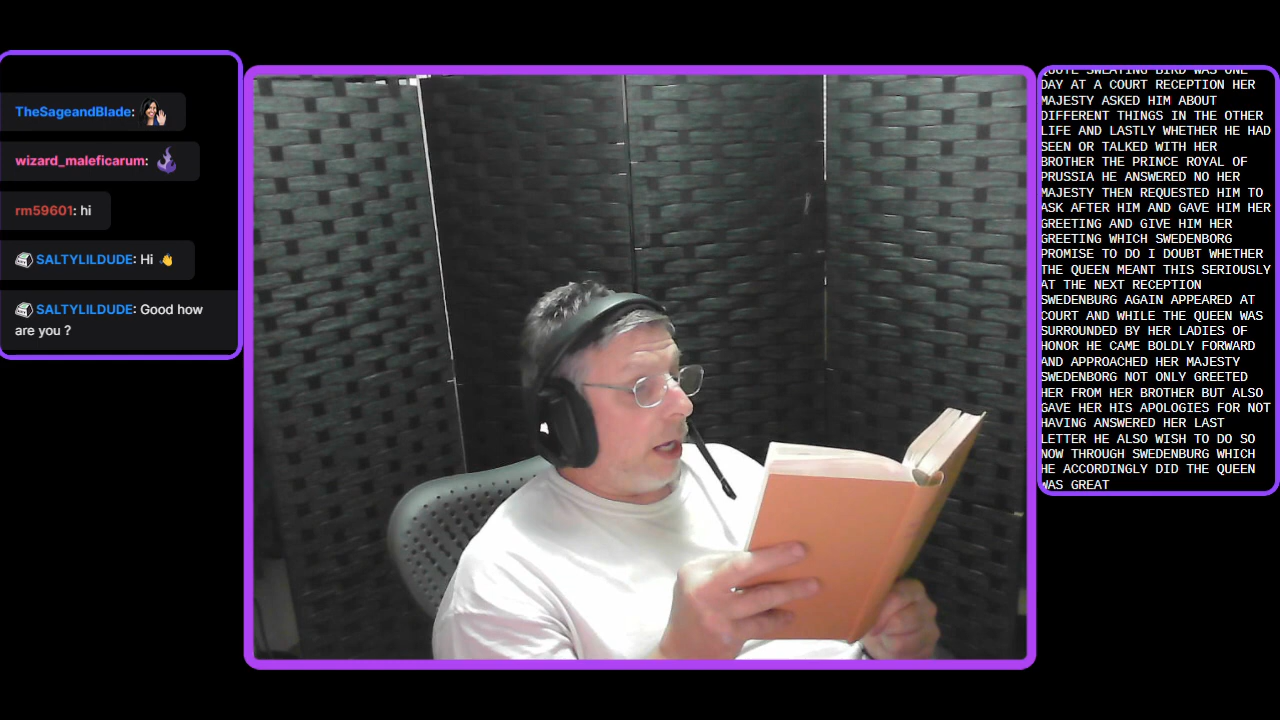 TheSageandBlade:
wizard_maleficarum:
rm59601: hi
SALTYLILDUDE: Hi
SALTYLILDUDE: Good how
are you ?
QUOTE SWEATING BIRD WAS ONE
DAY AT A COURT RECEPTION HER
MAJESTY ASKED HIM ABOUT
DIFFERENT THINGS IN THE OTHER
LIFE AND LASTLY WHETHER HE HAD
SEEN OR TALKED WITH HER
BROTHER THE PRINCE ROYAL OF
PRUSSIA HE ANSWERED NO HER
MAJESTY THEN REQUESTED HIM TO
ASK AFTER HIM AND GAVE HIM HER
GREETING AND GIVE HIM HER
GREETING WHICH SWEDENBORG
PROMISE TO DO I DOUBT WHETHER
THE QUEEN MEANT THIS SERIOUSLY
AT THE NEXT RECEPTION
SWEDENBURG AGAIN APPEARED AT
COURT AND WHILE THE QUEEN WAS
SURROUNDED BY HER LADIES OF
HONOR HE CAME BOLDLY FORWARD
AND APPROACHED HER MAJESTY
SWEDENBORG NOT ONLY GREETED
HER FROM HER BROTHER BUT ALSO
GAVE HER HIS APOLOGIES FOR NOT
HAVING ANSWERED HER LAST
LETTER HE ALSO WISH TO DO SO
NOW THROUGH SWEDENBURG WHICH
HE ACCORDINGLY DID THE QUEEN
WAS GREAT